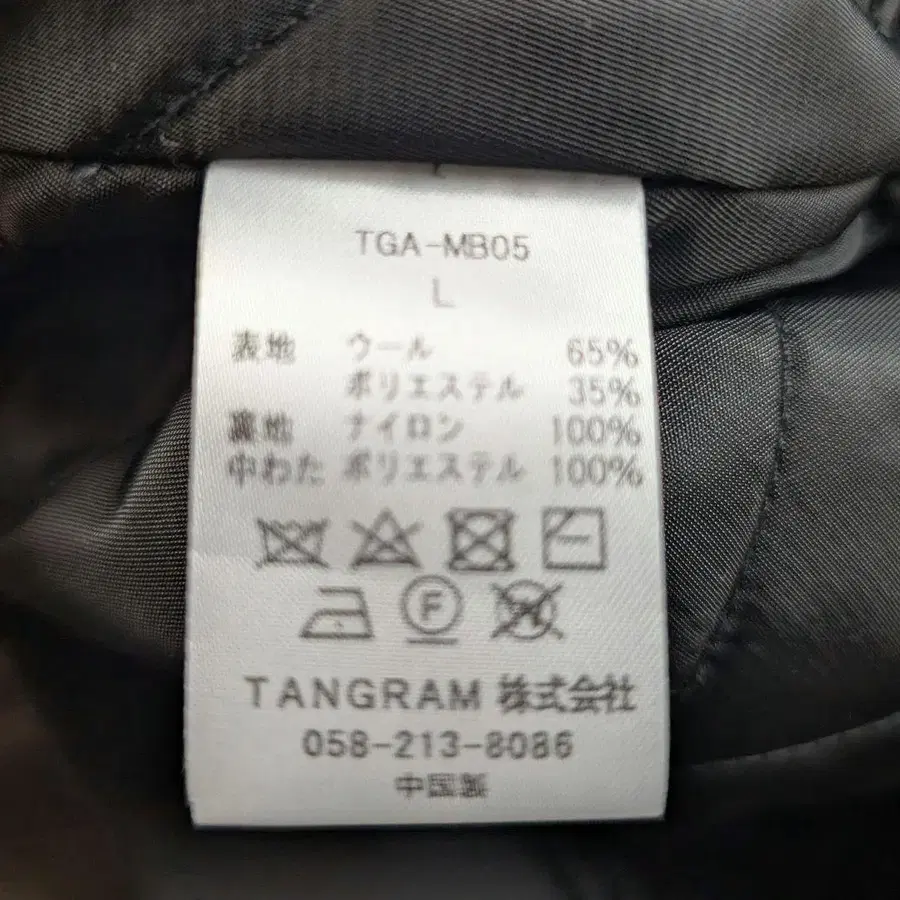 TGA-MB05
L
表地 ウール 65%
ポリエステル 35%
裏地 ナイロン 100%
中わた ポリエステル 100%
F
TANGRAM 株式会社
058-213-8086
中国製